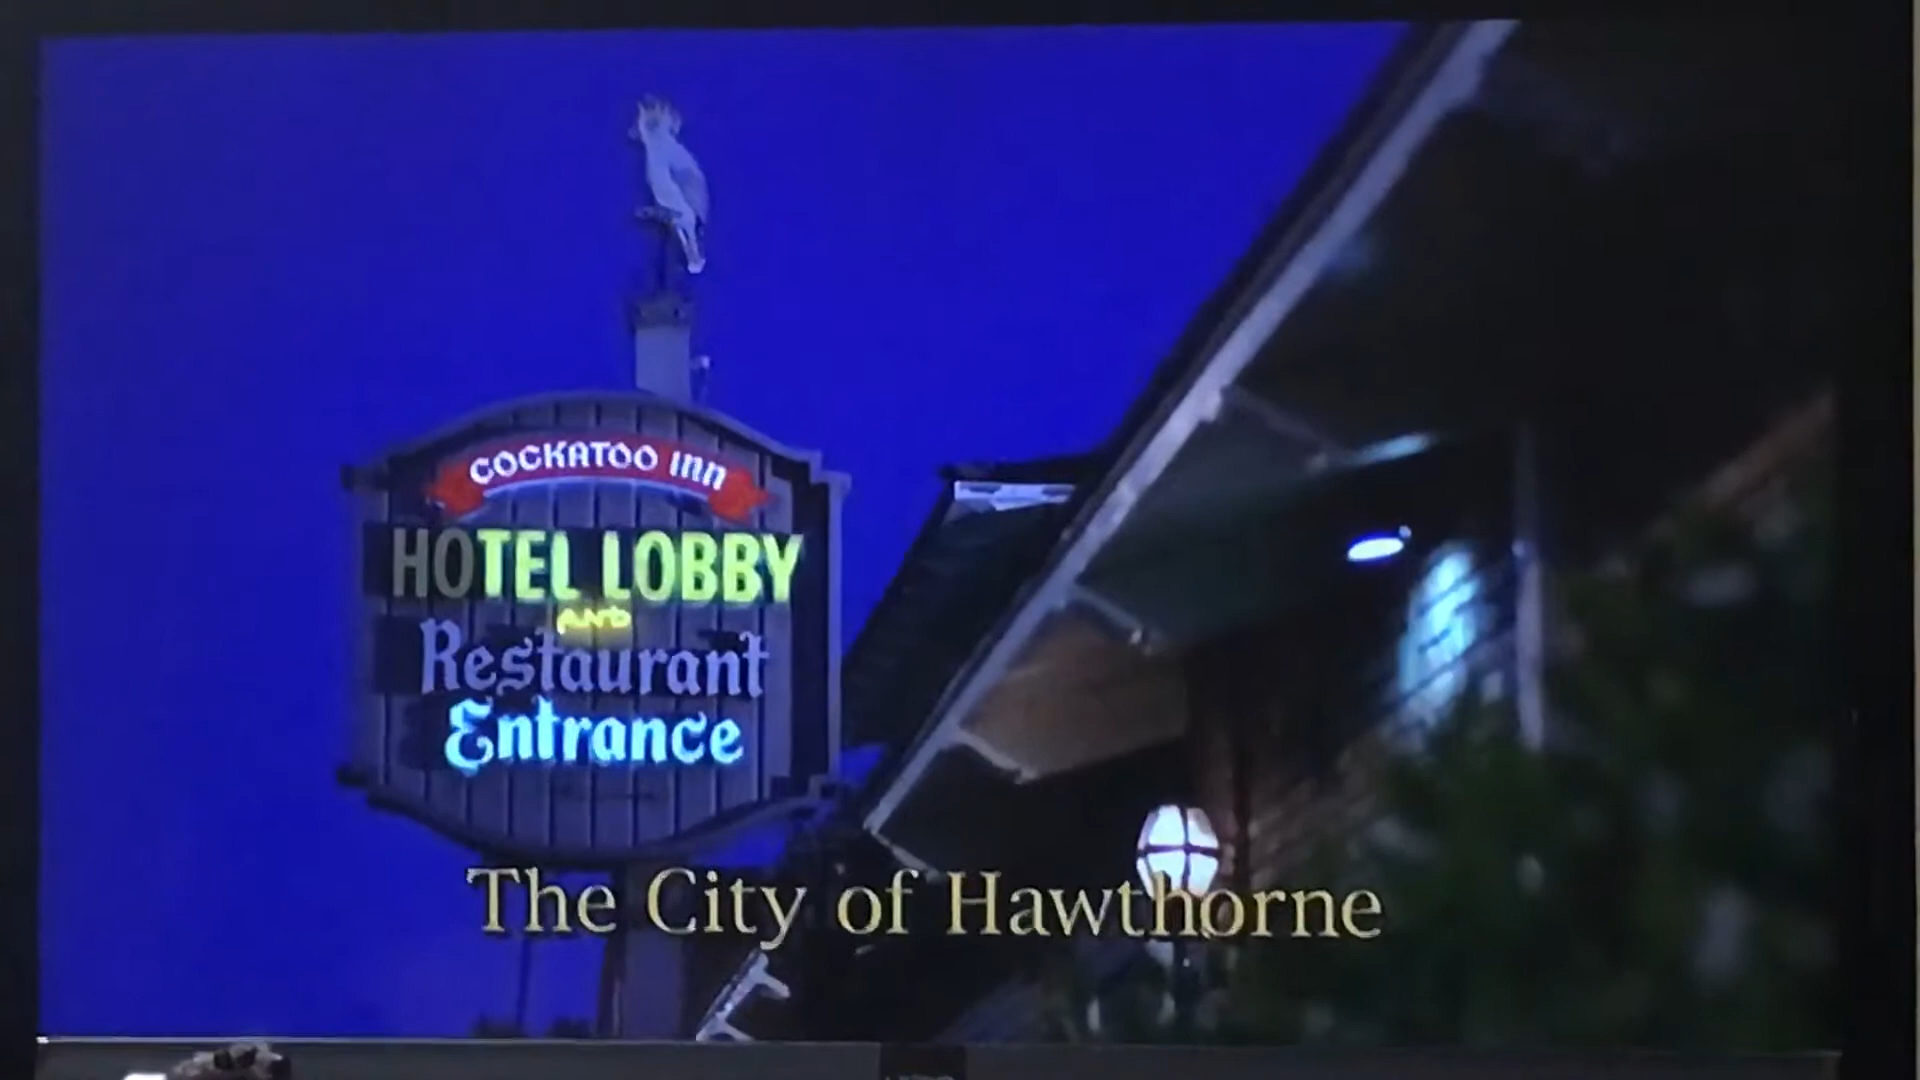 COCKATOO INN
HOTEL LOBBY
AND
Restaurant
Entrance
The City of Hawthorne